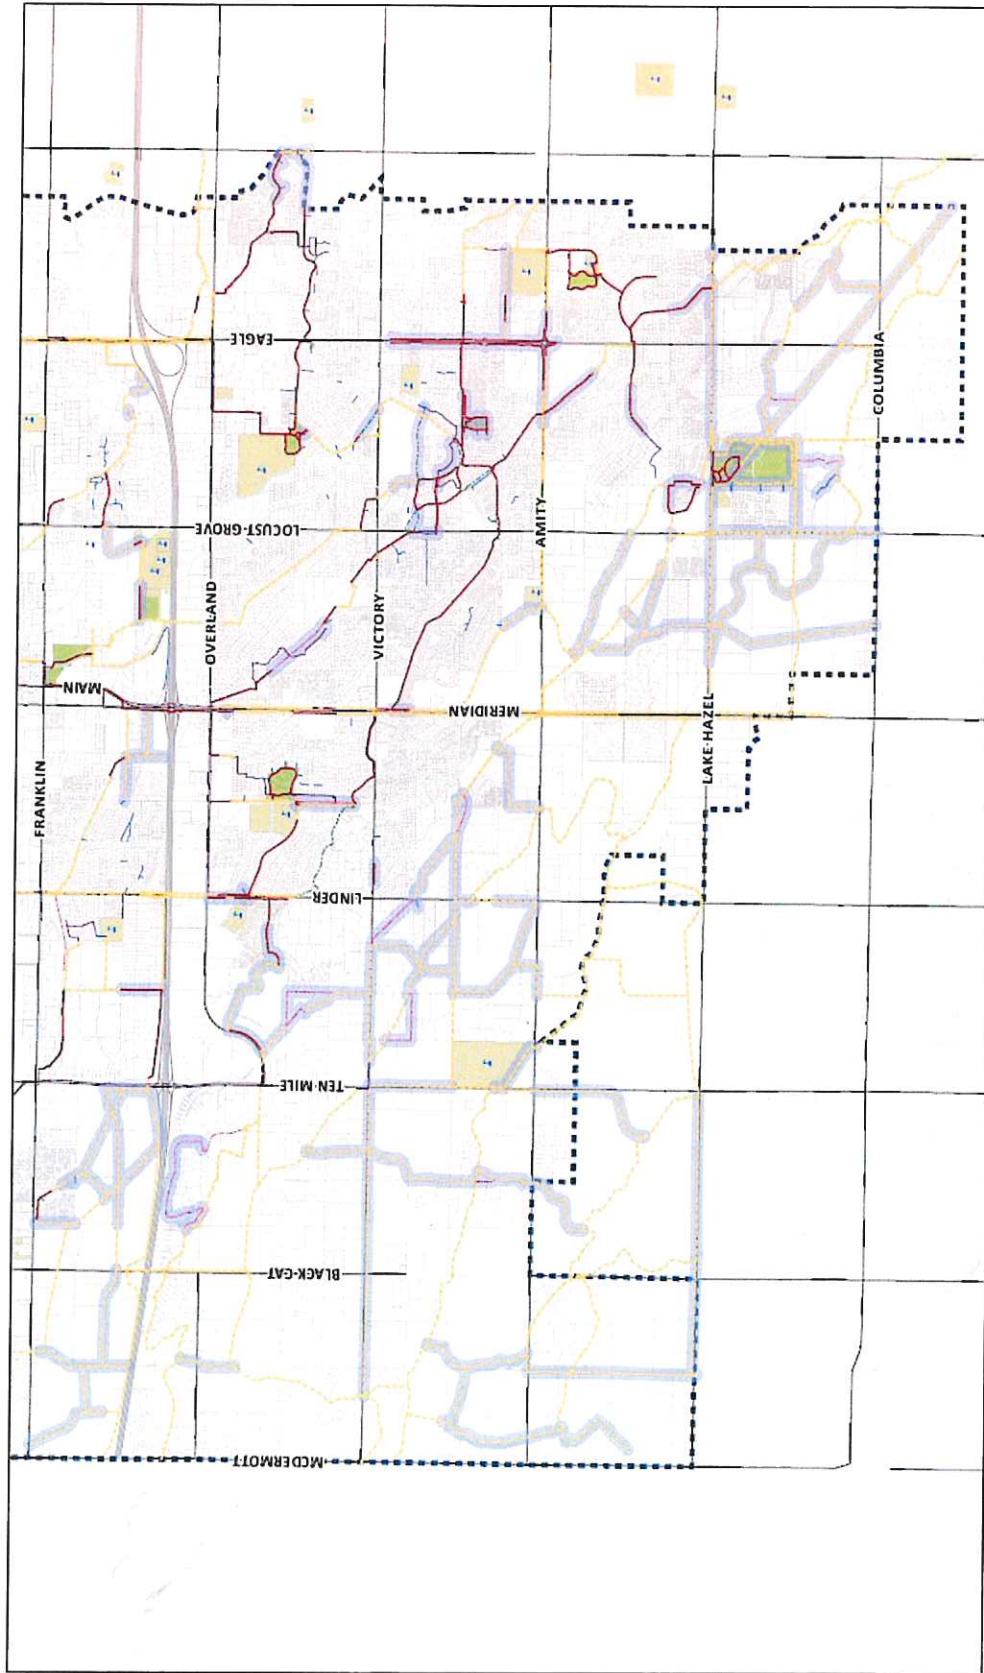 EAGLE
COLUMBIA
LOCUST-GROVE
AMITY
OVERLAND
VICTORY
MAIN
MERIDIAN
LAKE-HAZEL
FRANKLIN
LINDER
TEN-MILE
BLACK-CAT
MCDERMOTT